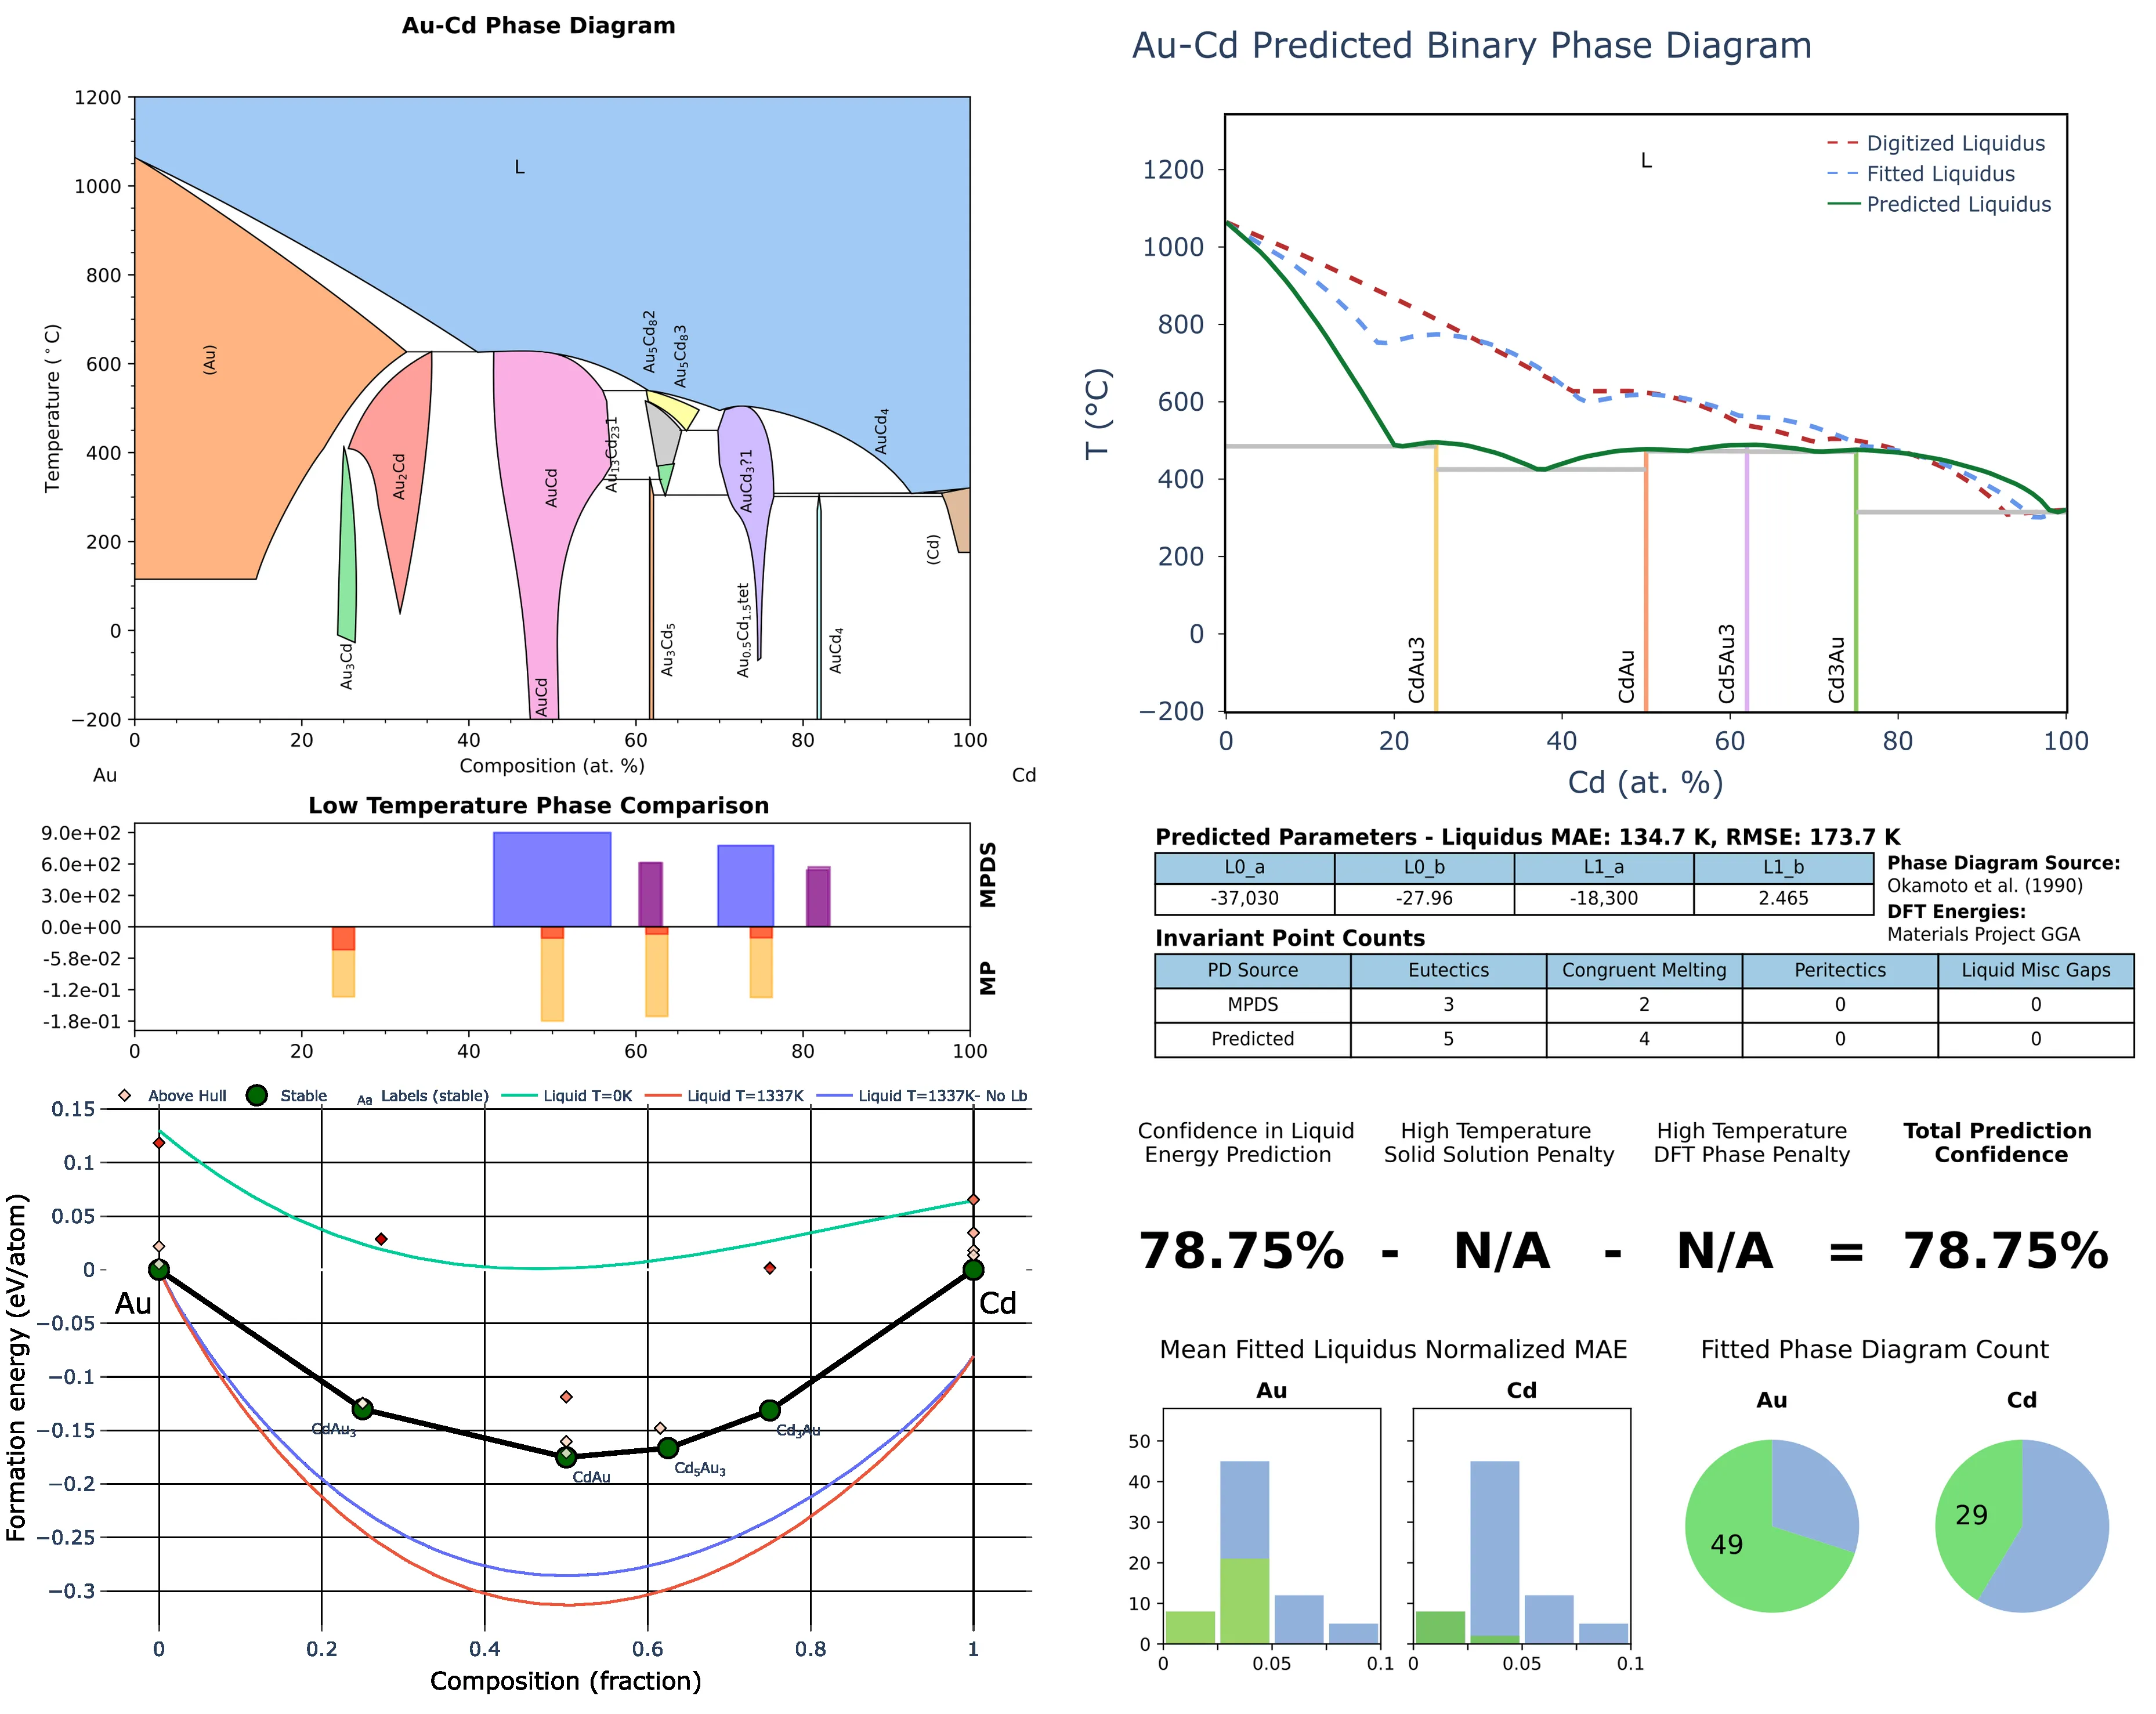 Au-Cd Phase Diagram
1200
1000
800
600
400
200
0
−200
Temperature (°C)
L
(Au)
Au3Cd
Au2Cd
AuCd
AuCd
Au13Cd231
Au5Cd82
Au5Cd83
Au3Cd5
AuCd3?1
Au0.5Cd1.5tet
AuCd4
AuCd4
(Cd)
0 20 40 60 80 100
Composition (at. %)
Au Cd
Low Temperature Phase Comparison
9.0e+02
6.0e+02
3.0e+02
0.0e+00
-5.8e-02
-1.2e-01
-1.8e-01
MPDS
MP
0 20 40 60 80 100
Above Hull Stable Aa Labels (stable) Liquid T=0K Liquid T=1337K Liquid T=1337K- No Lb
0.15
0.1
0.05
0
−0.05
−0.1
−0.15
−0.2
−0.25
−0.3
Formation energy (eV/atom)
Au
Cd
CdAu3
CdAu
Cd5Au3
Cd3Au
0 0.2 0.4 0.6 0.8 1
Composition (fraction)
Au-Cd Predicted Binary Phase Diagram
L
Digitized Liquidus
Fitted Liquidus
Predicted Liquidus
1200
1000
800
600
400
200
0
−200
T (°C)
CdAu3
CdAu
Cd5Au3
Cd3Au
0 20 40 60 80 100
Cd (at. %)
Predicted Parameters - Liquidus MAE: 134.7 K, RMSE: 173.7 K
L0_a L0_b L1_a L1_b
-37,030 -27.96 -18,300 2.465
Phase Diagram Source:
Okamoto et al. (1990)
DFT Energies:
Materials Project GGA
Invariant Point Counts
PD Source Eutectics Congruent Melting Peritectics Liquid Misc Gaps
MPDS 3 2 0 0
Predicted 5 4 0 0
Confidence in Liquid
Energy Prediction
High Temperature
Solid Solution Penalty
High Temperature
DFT Phase Penalty
Total Prediction
Confidence
78.75% - N/A - N/A = 78.75%
Mean Fitted Liquidus Normalized MAE
Au Cd
50
40
30
20
10
0
0 0.05 0.1
0 0.05 0.1
Fitted Phase Diagram Count
Au Cd
49
29